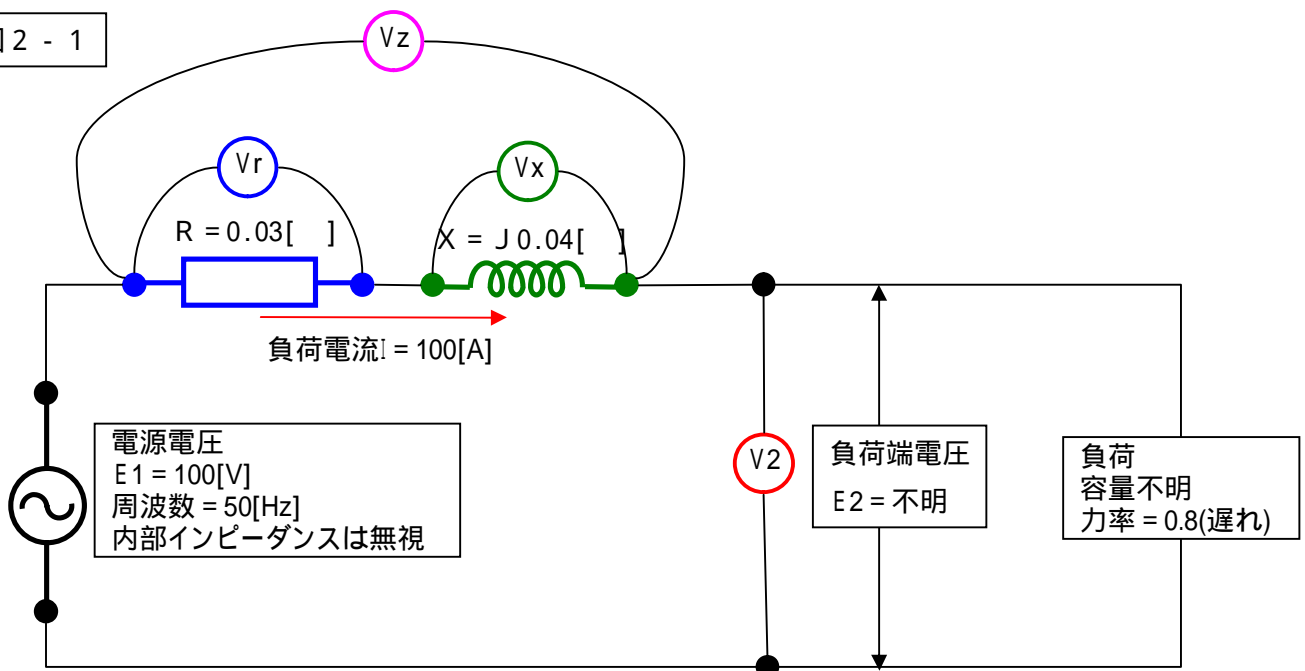 2 - 1
Vz
Vr
Vx
R = 0.03[ ]
X = J0.04[ ]
負荷電流I = 100[A]
電源電圧
E1 = 100[V]
周波数 = 50[Hz]
内部インピーダンスは無視
V2
負荷端電圧
E2 = 不明
負荷
容量不明
力率 = 0.8(遅れ)